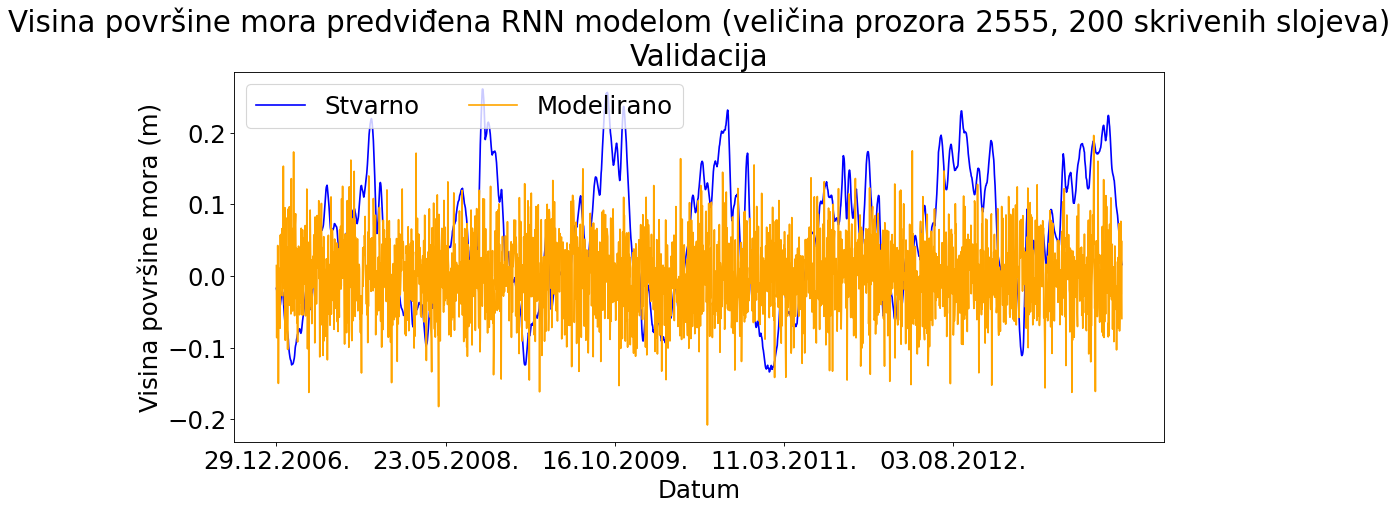 Visina površine mora predviđena RNN modelom (veličina prozora 2555, 200 skrivenih slojeva)
Validacija
Stvarno Modelirano
Visina površine mora (m)
0.2
0.1
0.0
−0.1
−0.2
29.12.2006. 23.05.2008. 16.10.2009. 11.03.2011. 03.08.2012.
Datum